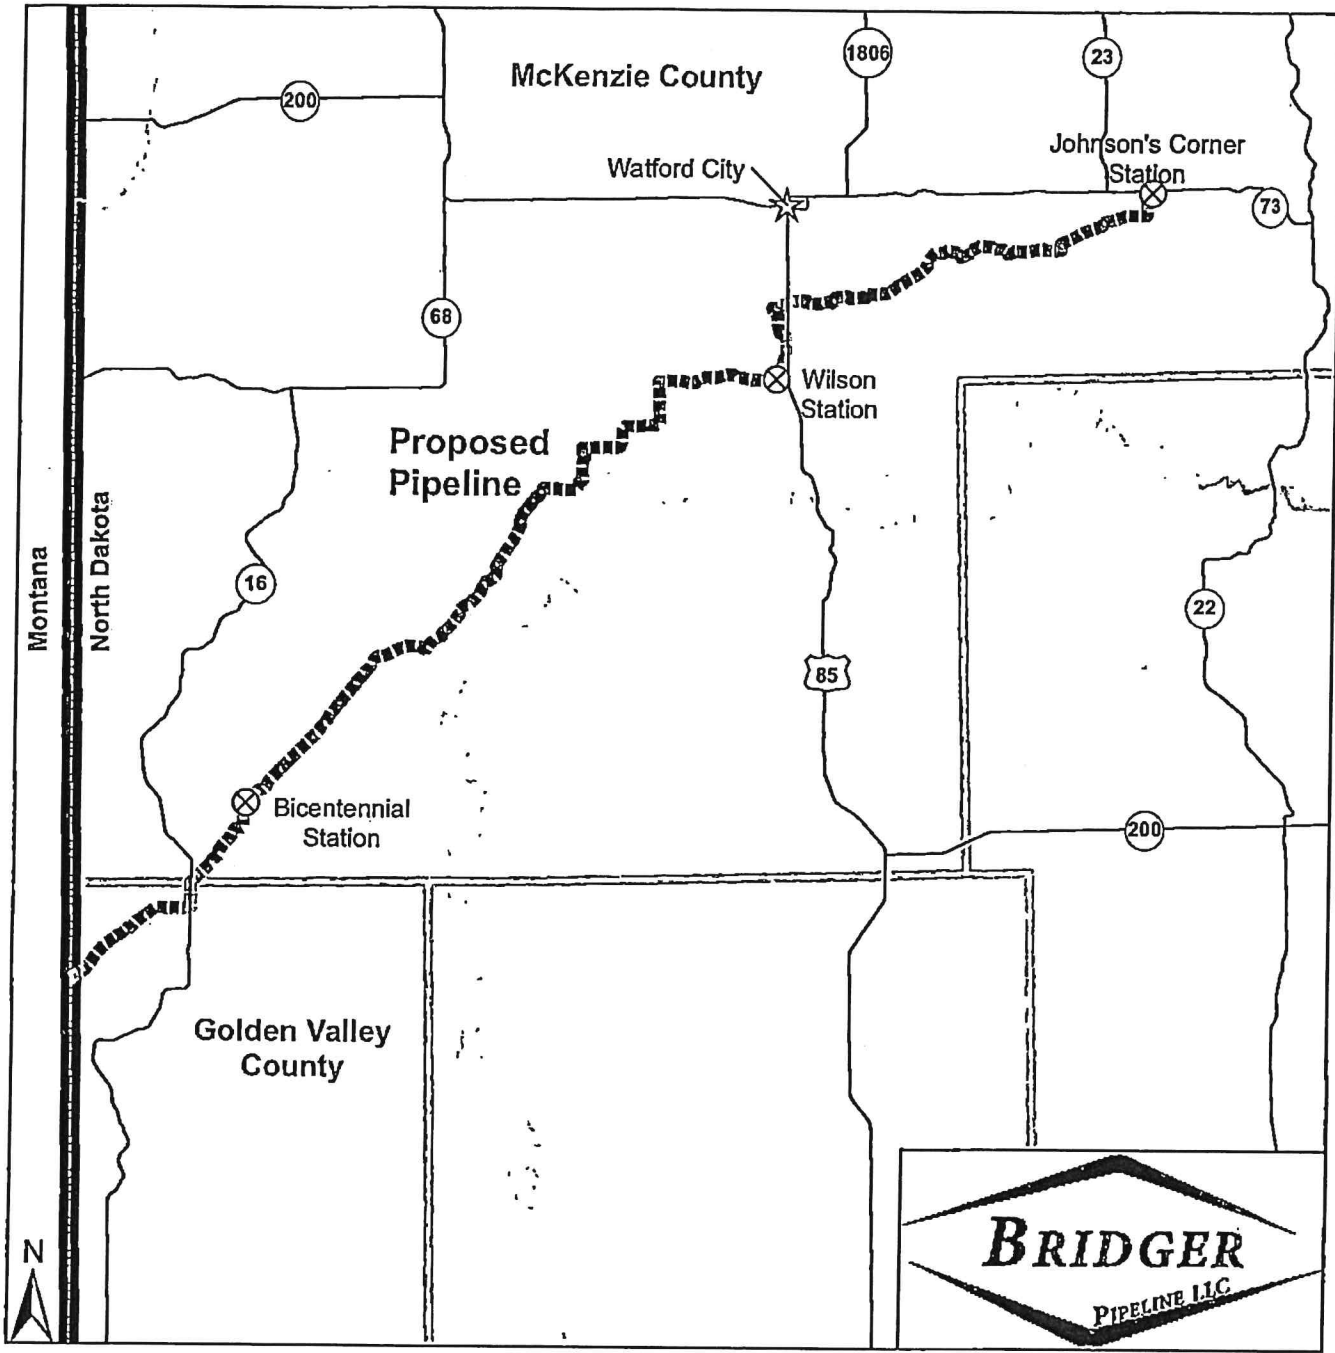 1806
23
McKenzie County
200
Johnson's Corner
Station
Watford City
73
68
Wilson
Station
Proposed
Pipeline
Montana
North Dakota
16
22
85
Bicentennial
Station
200
Golden Valley
County
N
BRIDGER
PIPELINE LLC